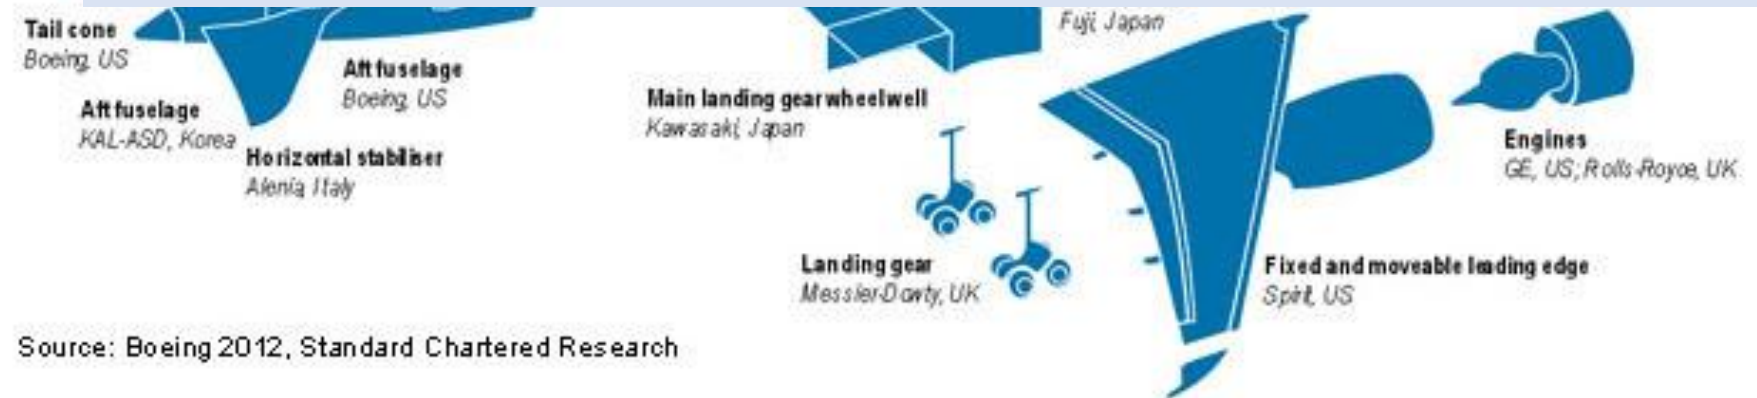 Tail cone
Boeing, US
Aft fuselage
Boeing, US
Aft fuselage
KAL-ASD, Korea
Horizontal stabiliser
Alenia, Italy
Fuji, Japan
Main landing gear wheel well
Kawasaki, Japan
Engines
GE, US; Rolls-Royce, UK
Landing gear
Messier-Dowty, UK
Fixed and moveable leading edge
Spirit, US
Source: Boeing 2012, Standard Chartered Research